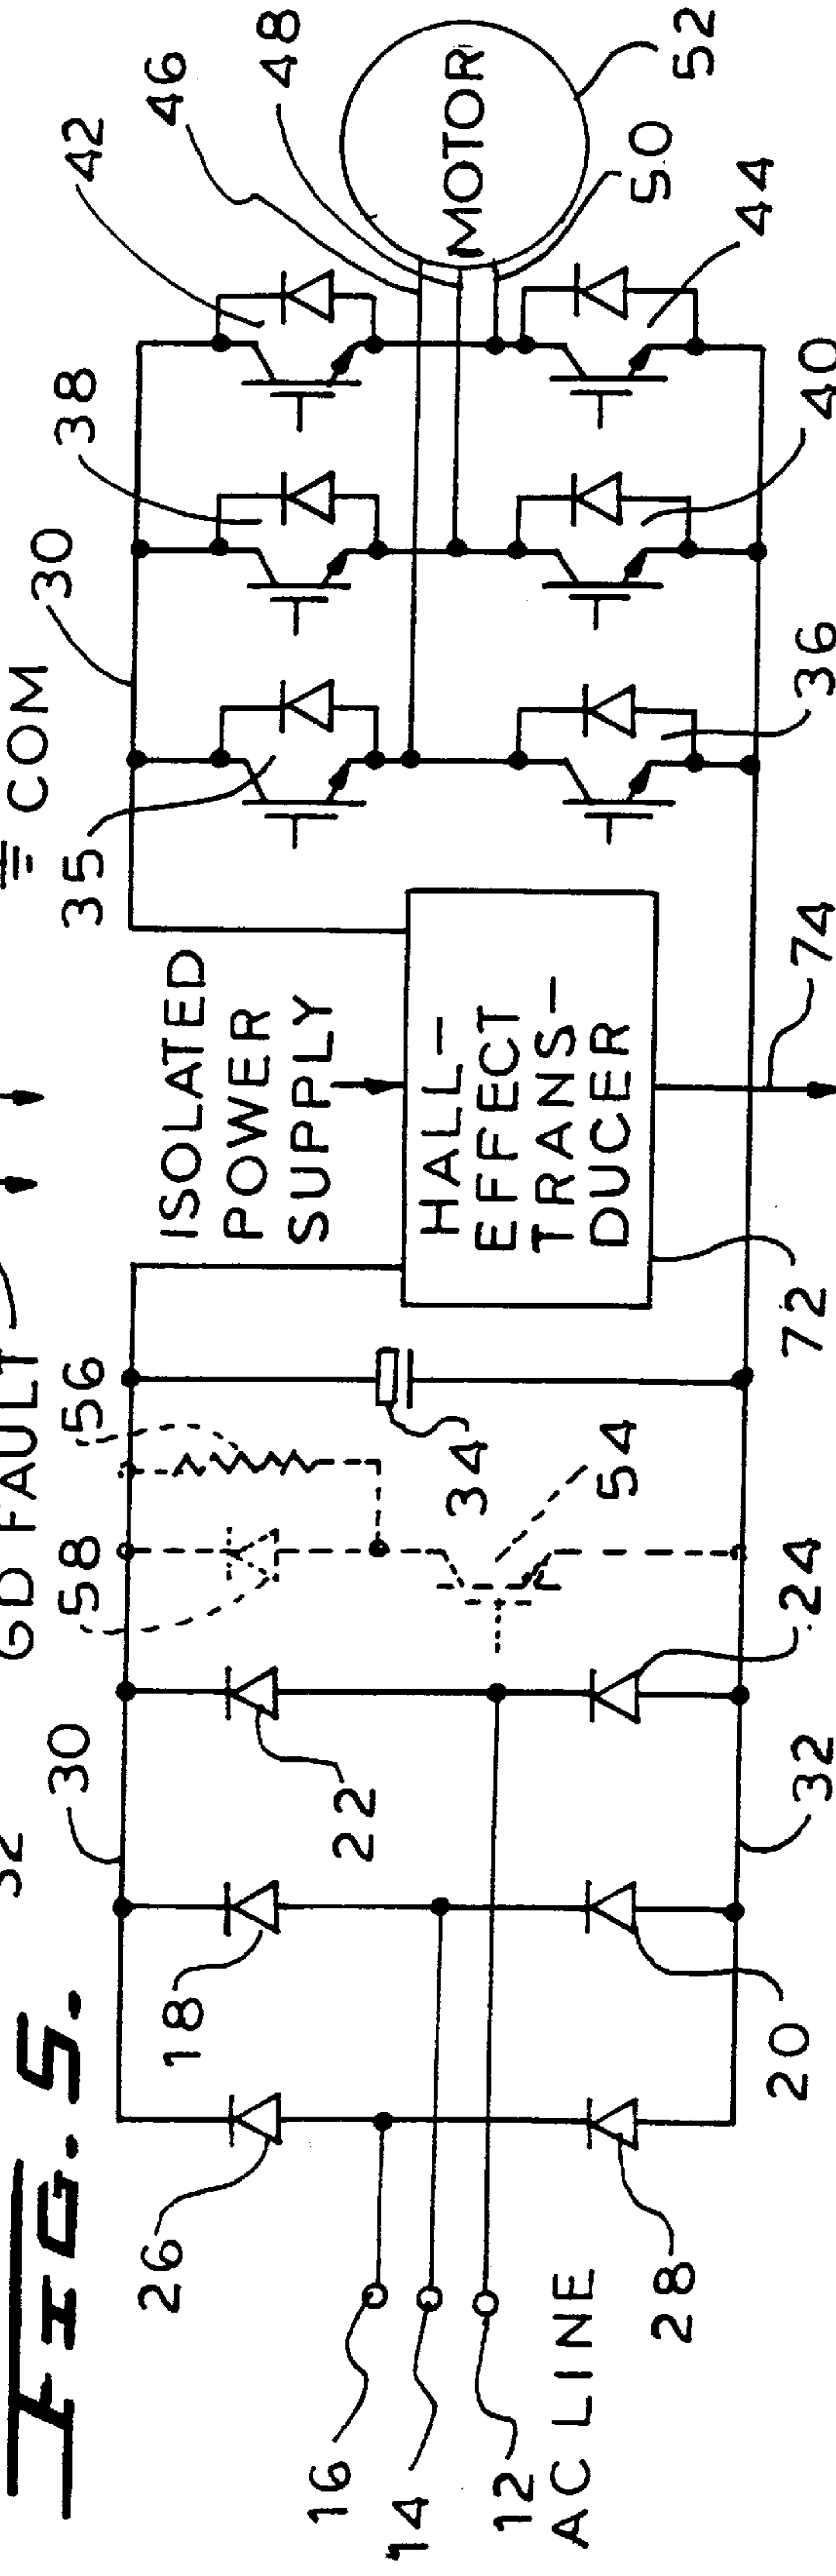 FIG. 5.
32
GD FAULT
COM
30
58
56
30
35
38
42
46
48
ISOLATED
POWER
SUPPLY
HALL-
EFFECT
TRANS-
DUCER
MOTOR
26
18
22
34
54
16
14
12
AC LINE
28
20
32
24
72
74
36
40
44
50
52